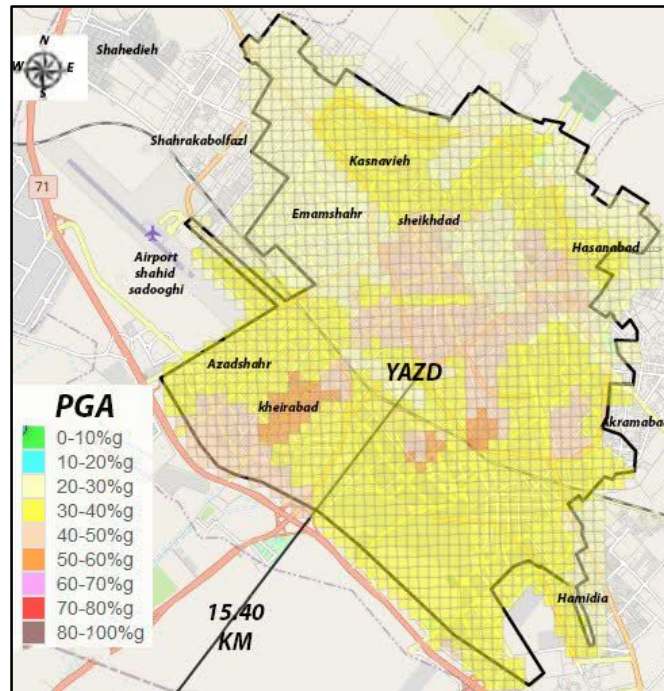 N
W E
S
Shahedieh
Shahrakabolfazl
Kasnavieh
71
Emamshahr
sheikhdad
Airport
shahid
sadooghi
Hasanabad
Azadshahr
YAZD
kheirabad
Akramabad
PGA
0-10%g
10-20%g
20-30%g
30-40%g
40-50%g
50-60%g
60-70%g
70-80%g
80-100%g
15.40
KM
Hamidia